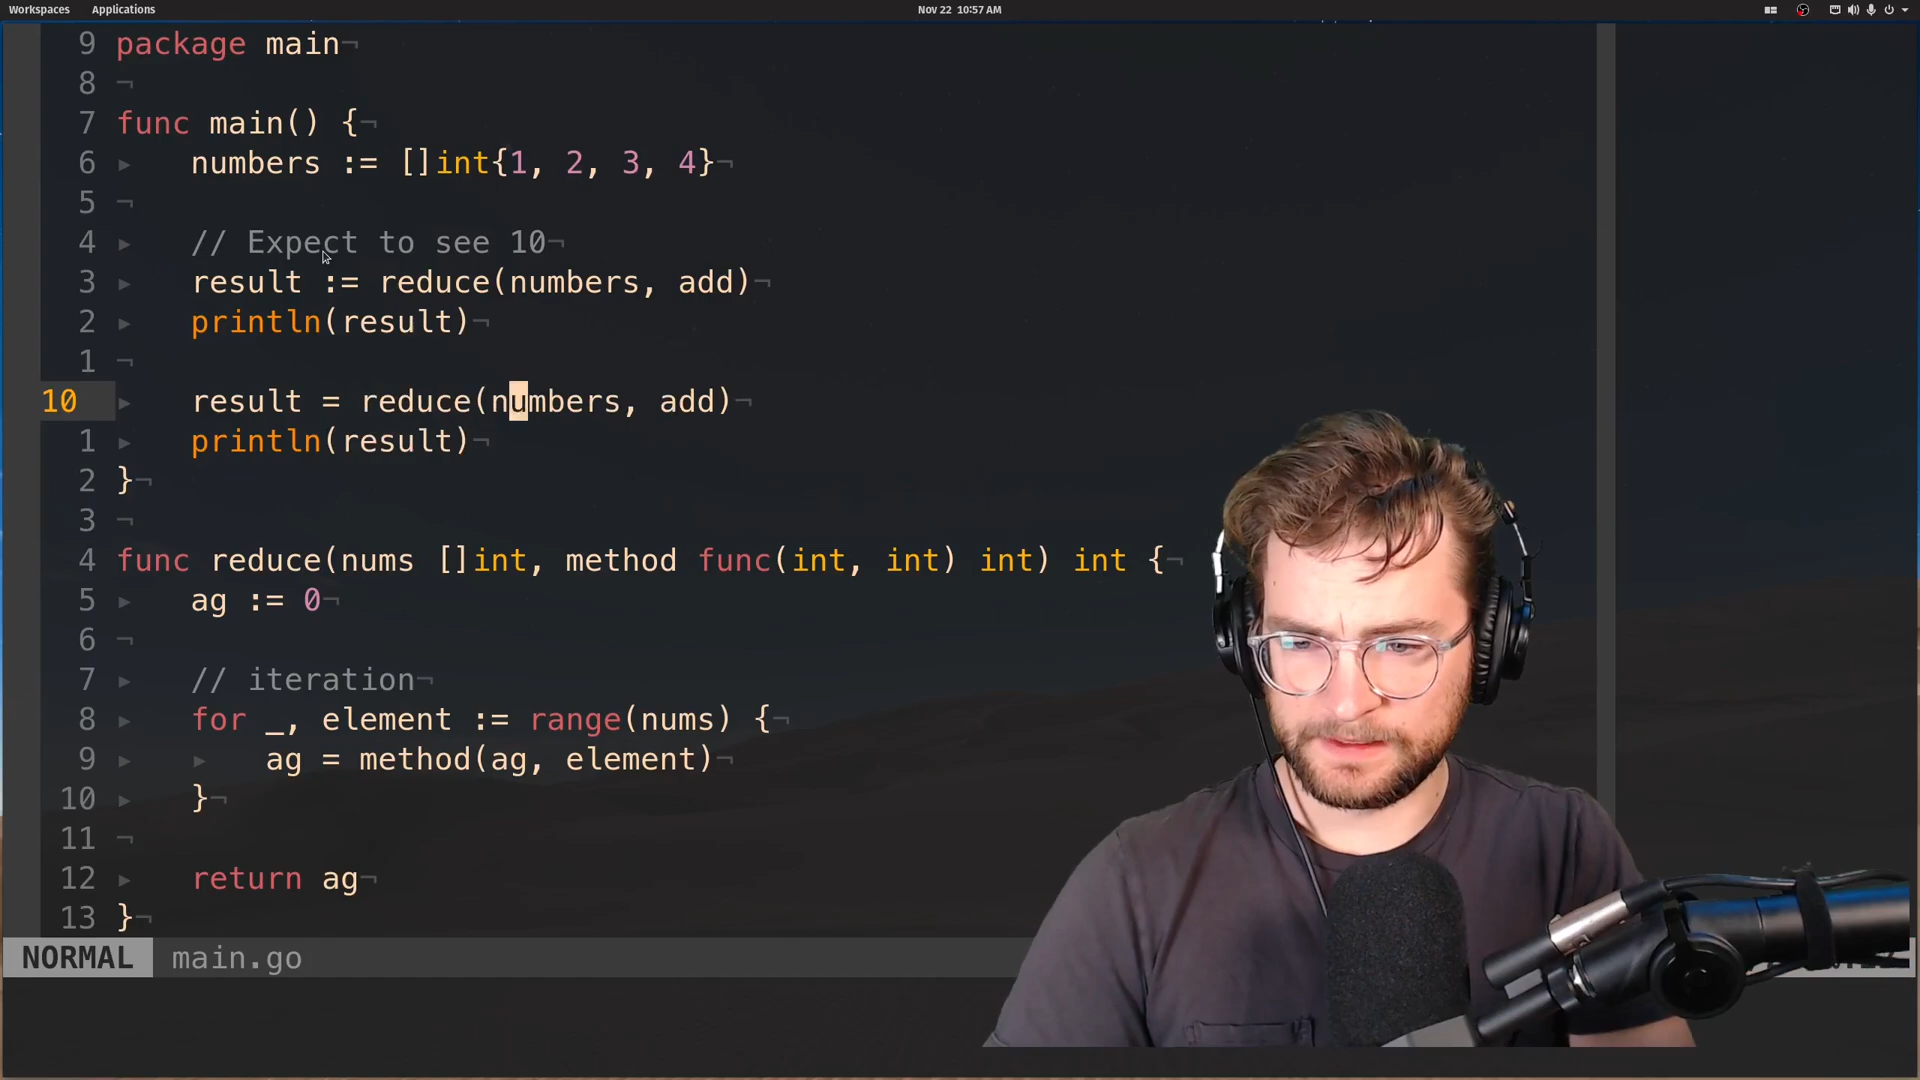 Workspaces Applications Nov 22 10:57 AM
9 package main¬
8 ¬
7 func main() {¬
6 ▸ numbers := []int{1, 2, 3, 4}¬
5 ¬
4 ▸ // Expect to see 10¬
3 ▸ result := reduce(numbers, add)¬
2 ▸ println(result)¬
1 ¬
10 ▸ result = reduce(numbers, add)¬
1 ▸ println(result)¬
2 }¬
3 ¬
4 func reduce(nums []int, method func(int, int) int) int {¬
5 ▸ ag := 0¬
6 ¬
7 ▸ // iteration¬
8 ▸ for _, element := range(nums) {¬
9 ▸ ▸ ag = method(ag, element)¬
10 ▸ }¬
11 ¬
12 ▸ return ag¬
13 }¬
NORMAL main.go